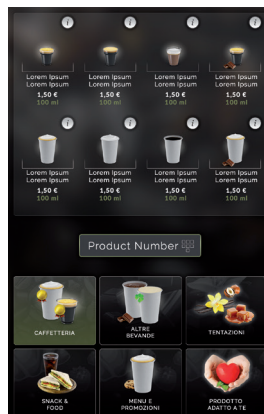 i i i i
Lorem Ipsum Lorem Ipsum Lorem Ipsum Lorem Ipsum
Lorem Ipsum Lorem Ipsum Lorem Ipsum Lorem Ipsum
1,50 € 1,50 € 1,50 € 1,50 €
100 ml 100 ml 100 ml 100 ml
i i i i
Lorem Ipsum Lorem Ipsum Lorem Ipsum Lorem Ipsum
Lorem Ipsum Lorem Ipsum Lorem Ipsum Lorem Ipsum
1,50 € 1,50 € 1,50 € 1,50 €
100 ml 100 ml 100 ml 100 ml
Product Number
CAFFETTERIA
ALTRE
BEVANDE
TENTAZIONI
SNACK &
FOOD
MENU E
PROMOZIONI
PRODOTTO
ADATTO A TE